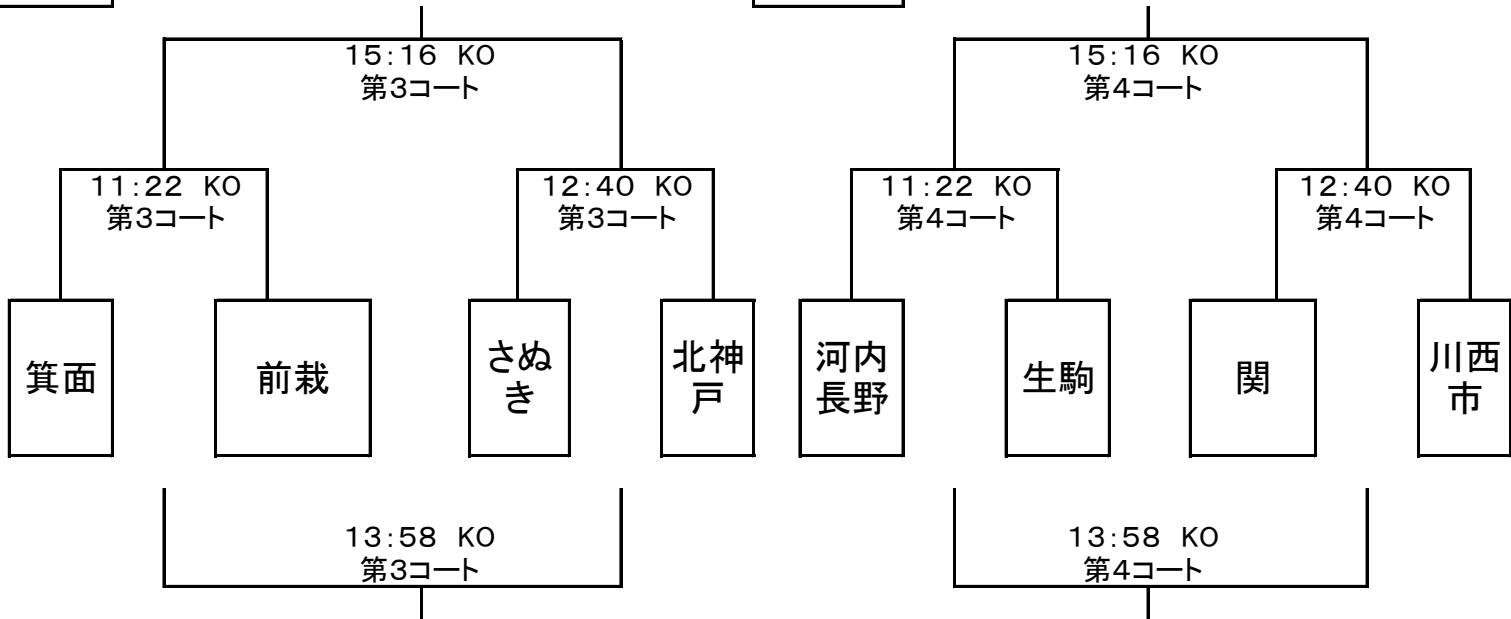 15:16 KO
第3コート
15:16 KO
第4コート
11:22 KO
第3コート
12:40 KO
第3コート
11:22 KO
第4コート
12:40 KO
第4コート
箕面
前栽
さぬ
き
北神
戸
河内
長野
生駒
関
川西
市
13:58 KO
第3コート
13:58 KO
第4コート